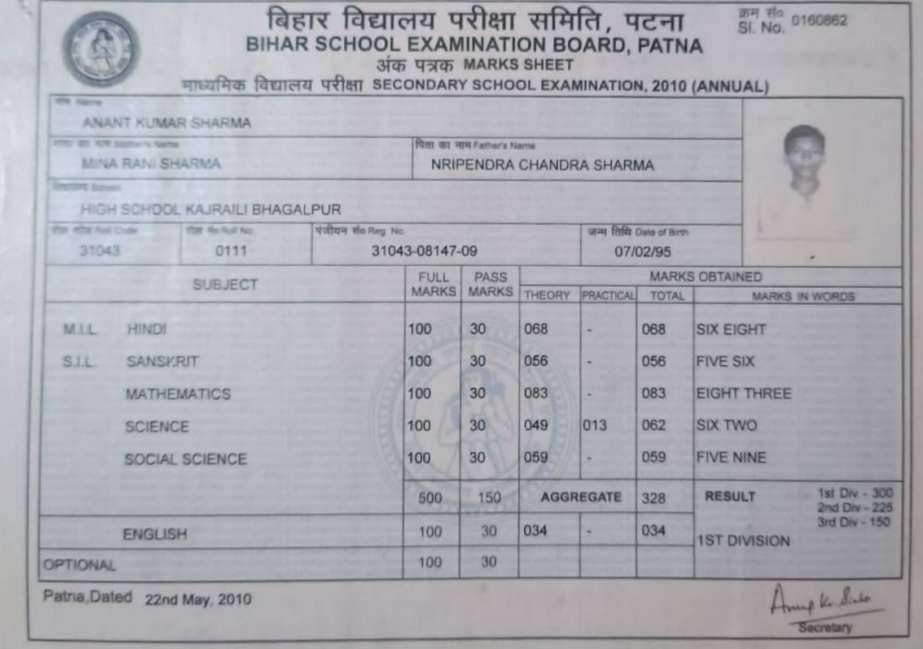 बिहार विद्यालय परीक्षा समिति, पटना
क्रम सं० 0160862
Sl. No.
BIHAR SCHOOL EXAMINATION BOARD, PATNA
अंक पत्रक MARKS SHEET
माध्यमिक विद्यालय परीक्षा SECONDARY SCHOOL EXAMINATION, 2010 (ANNUAL)
नाम Name
ANANT KUMAR SHARMA
माता का नाम Mother's Name पिता का नाम Father's Name
MINA RANI SHARMA NRIPENDRA CHANDRA SHARMA
विद्यालय School
HIGH SCHOOL KAJRAILI BHAGALPUR
रोल कोड Roll Code रोल सं० Roll No. पंजीयन सं० Reg. No. जन्म तिथि Date of Birth
31043 0111 31043-08147-09 07/02/95
SUBJECT FULL MARKS PASS MARKS MARKS OBTAINED
THEORY PRACTICAL TOTAL MARKS IN WORDS
M.I.L. HINDI 100 30 068 - 068 SIX EIGHT
S.I.L. SANSKRIT 100 30 056 - 056 FIVE SIX
MATHEMATICS 100 30 083 - 083 EIGHT THREE
SCIENCE 100 30 049 013 062 SIX TWO
SOCIAL SCIENCE 100 30 059 - 059 FIVE NINE
500 150 AGGREGATE 328 RESULT 1st Div - 300
2nd Div - 225
3rd Div - 150
ENGLISH 100 30 034 - 034 1ST DIVISION
OPTIONAL 100 30
Patna,Dated 22nd May, 2010
Secretary